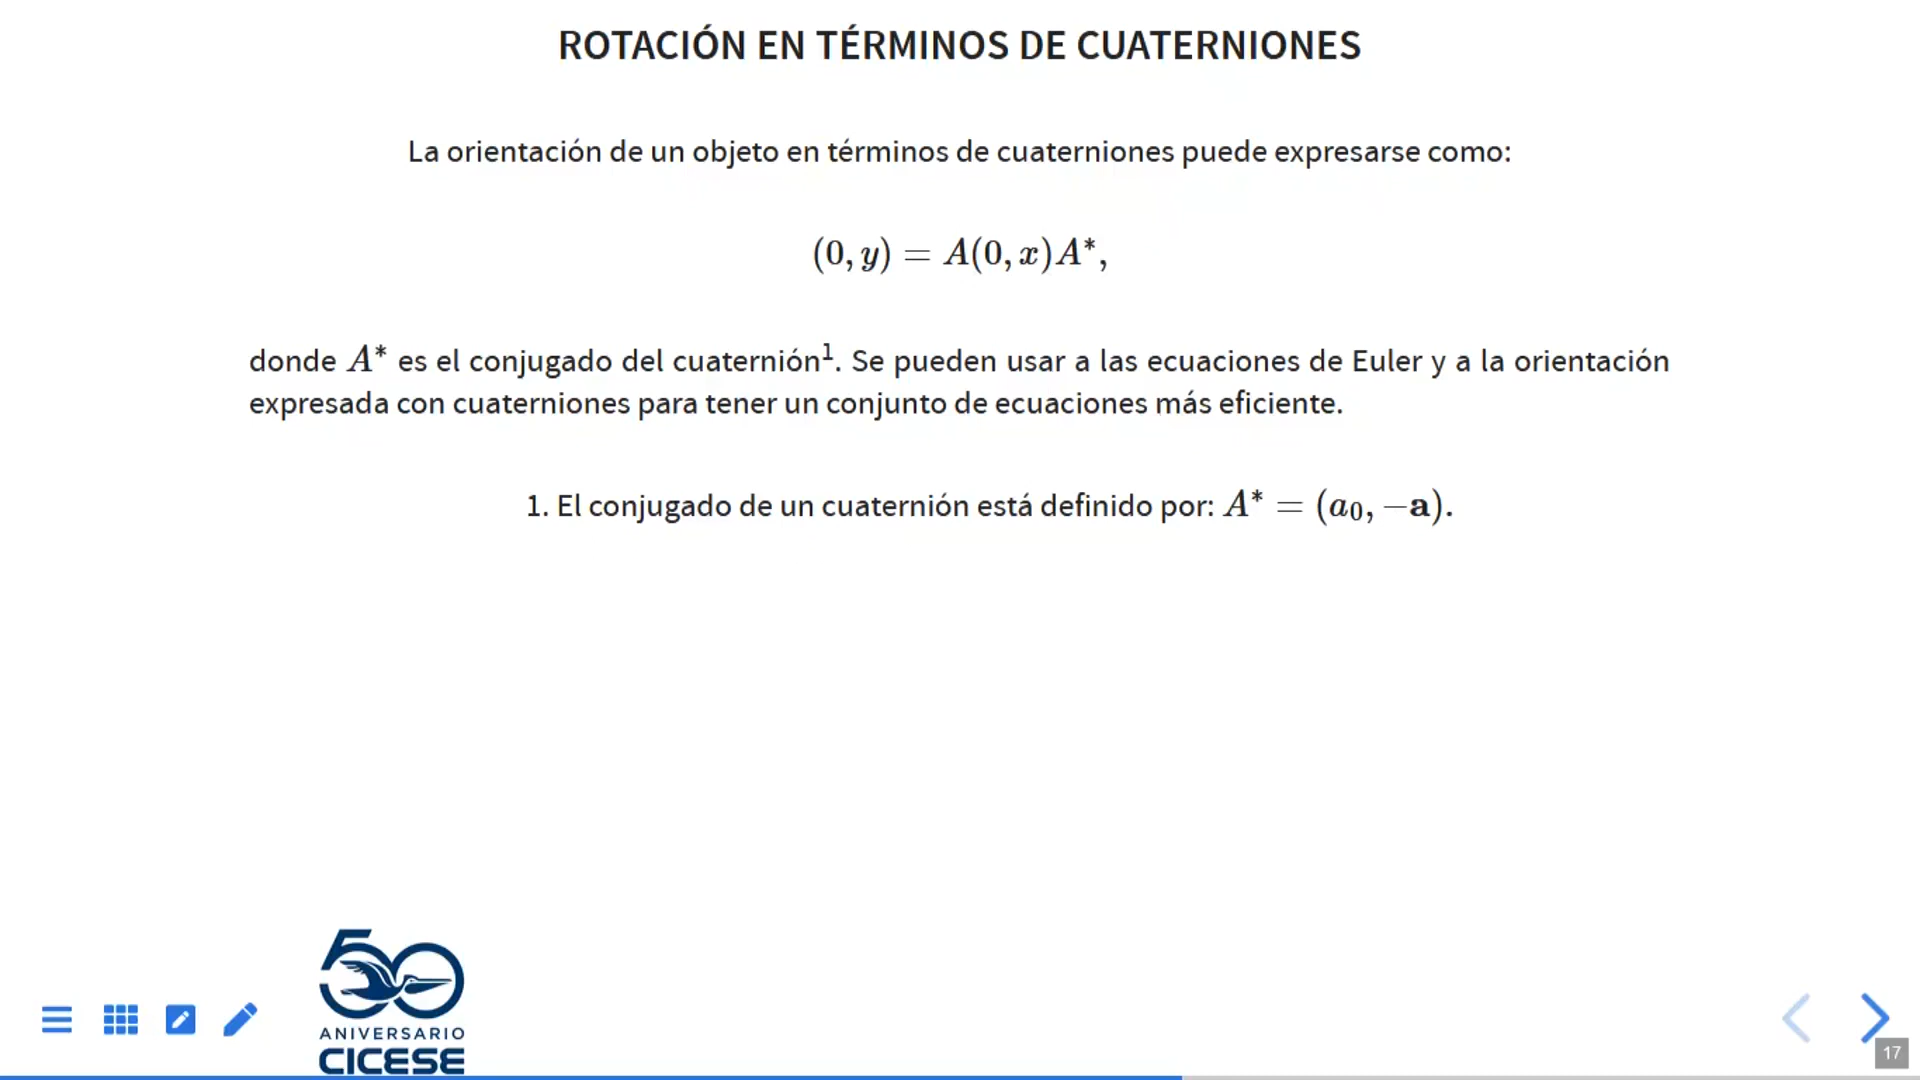 ROTACIÓN EN TÉRMINOS DE CUATERNIONES
La orientación de un objeto en términos de cuaterniones puede expresarse como:
(0, y) = A(0, x)A*,
donde A* es el conjugado del cuaternión¹. Se pueden usar a las ecuaciones de Euler y a la orientación
expresada con cuaterniones para tener un conjunto de ecuaciones más eficiente.
1. El conjugado de un cuaternión está definido por: A* = (a₀, −𝐚).
50
ANIVERSARIO
CICESE
17